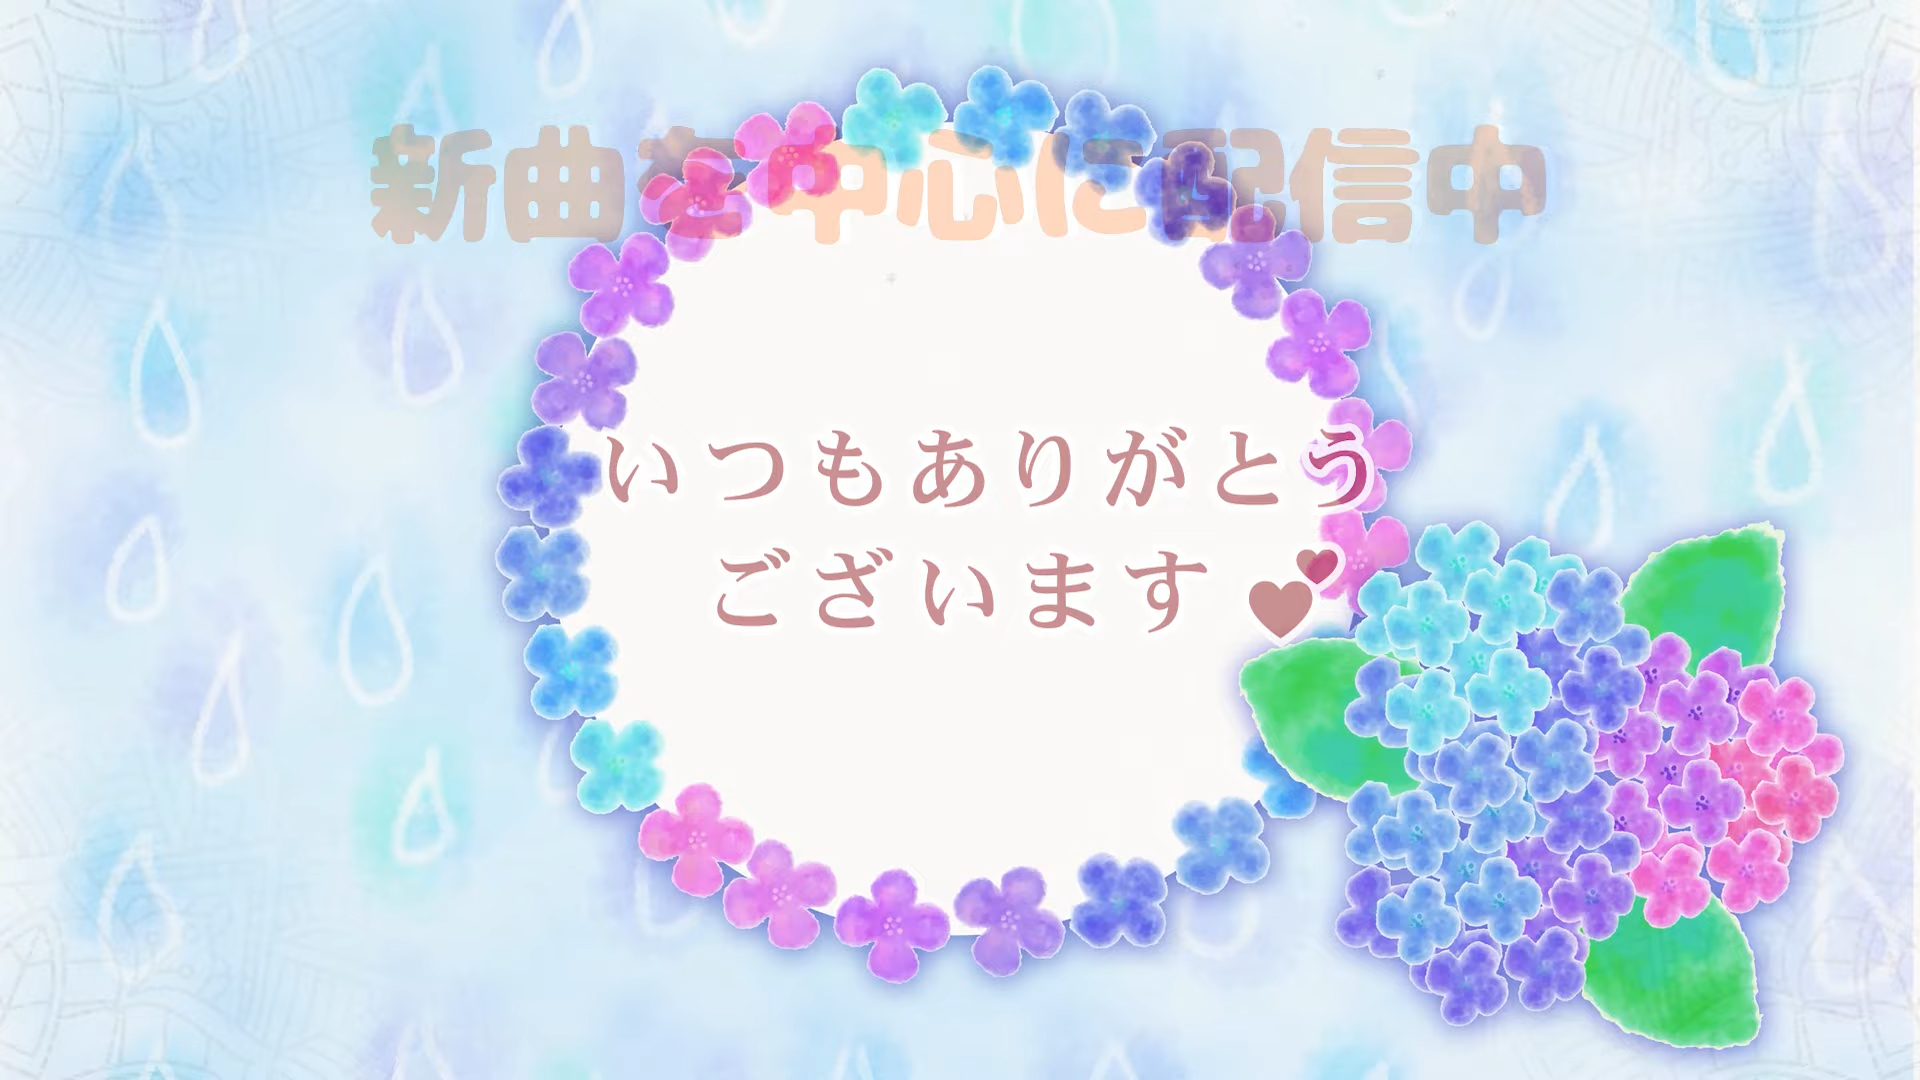 新曲を中心に配信中
いつもありがとう
ございます💕